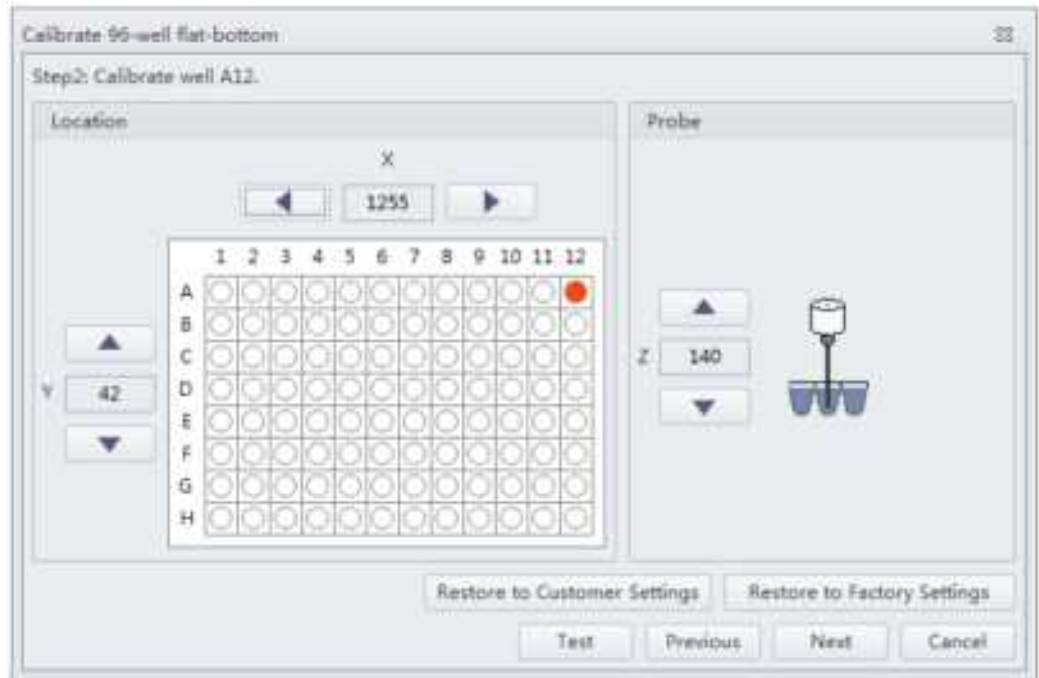 Calibrate 96-well flat-bottom
Step2: Calibrate well A12.
Location
Probe
X
1255
1 2 3 4 5 6 7 8 9 10 11 12
A
B
C
D
E
F
G
H
Y
42
Z
140
Restore to Customer Settings
Restore to Factory Settings
Test
Previous
Next
Cancel